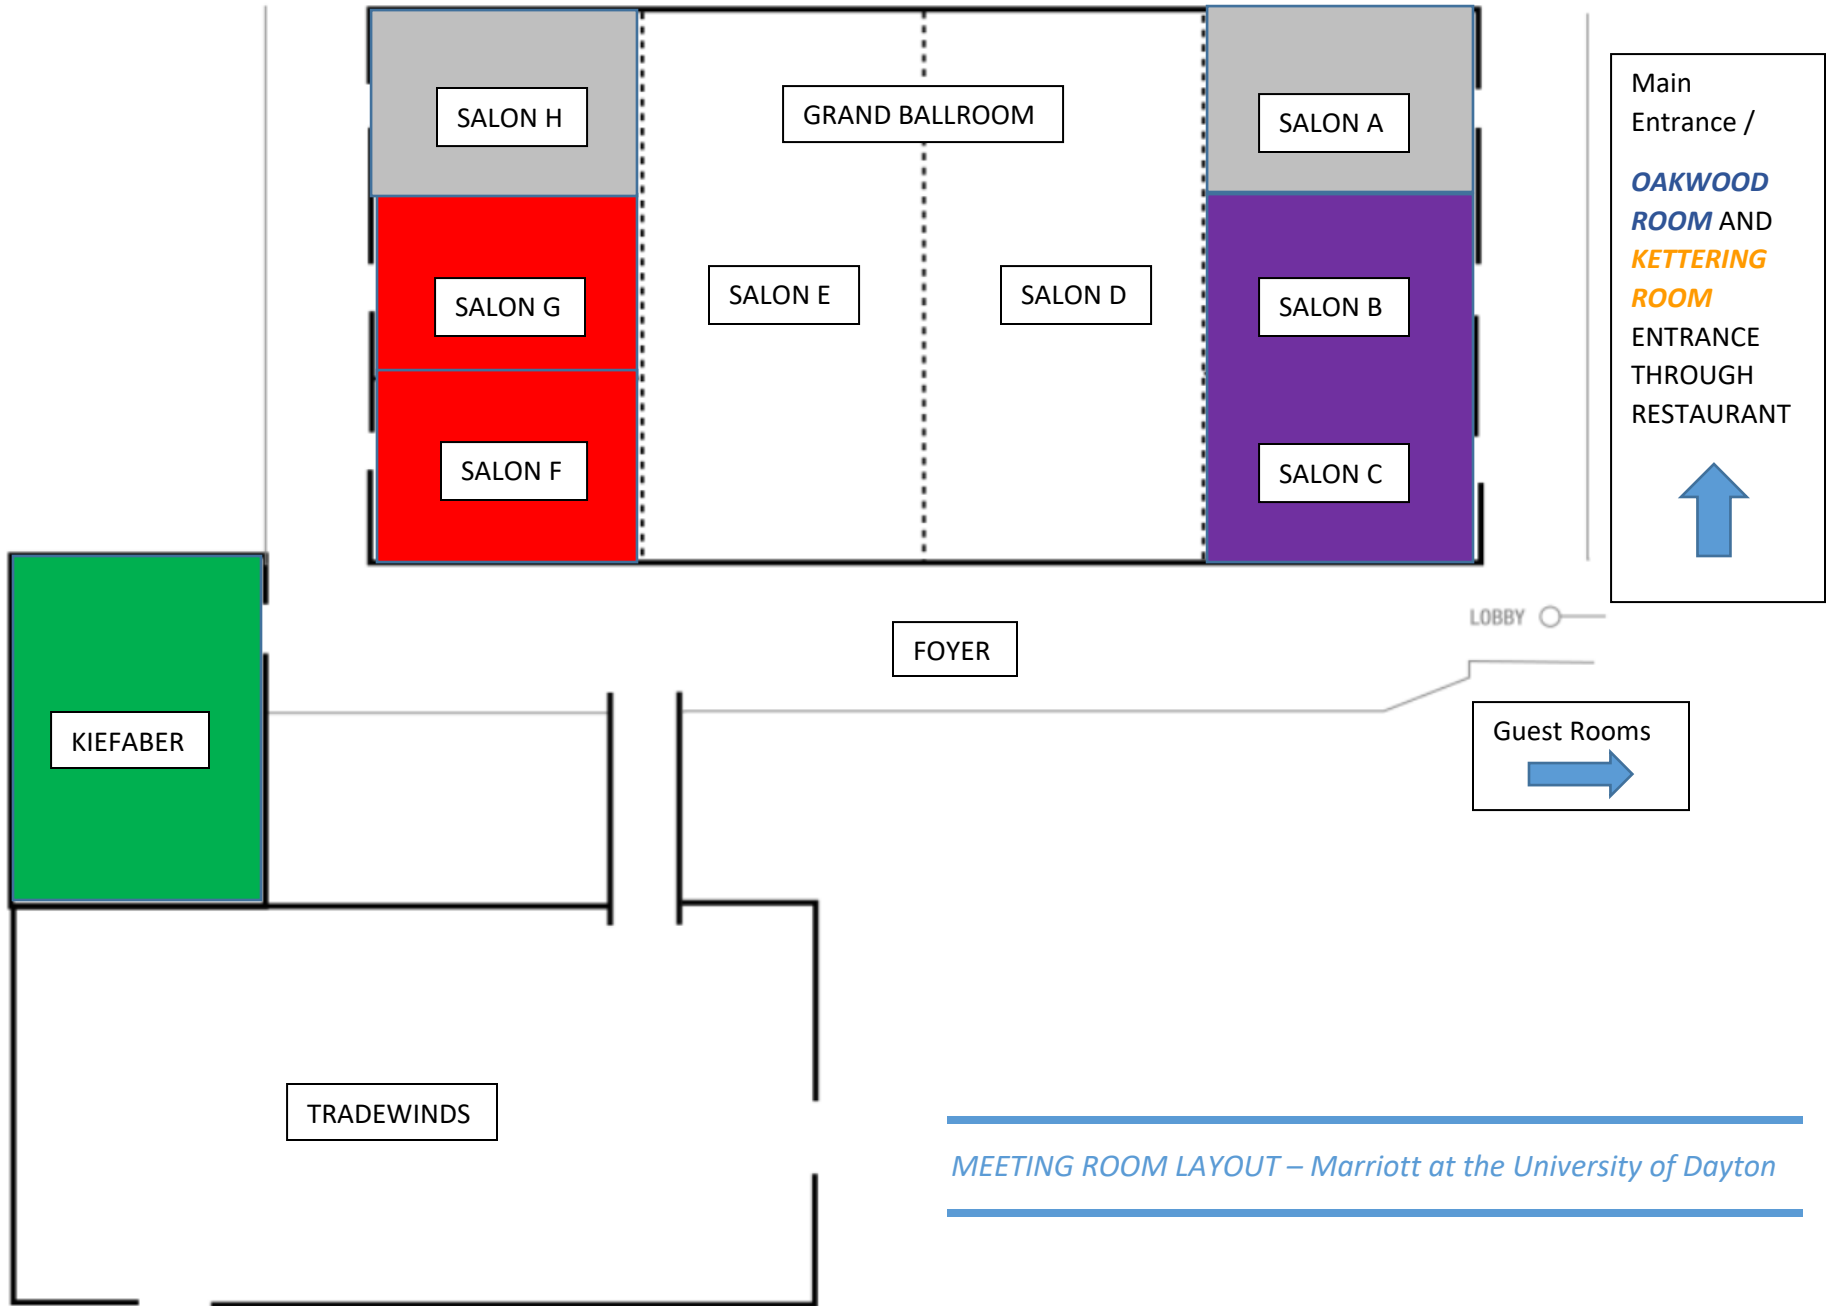 SALON H
GRAND BALLROOM
SALON A
Main
Entrance /
OAKWOOD
ROOM AND
KETTERING
ROOM
ENTRANCE
THROUGH
RESTAURANT
SALON G
SALON E
SALON D
SALON B
SALON F
SALON C
LOBBY
FOYER
KIEFABER
Guest Rooms
TRADEWINDS
MEETING ROOM LAYOUT – Marriott at the University of Dayton